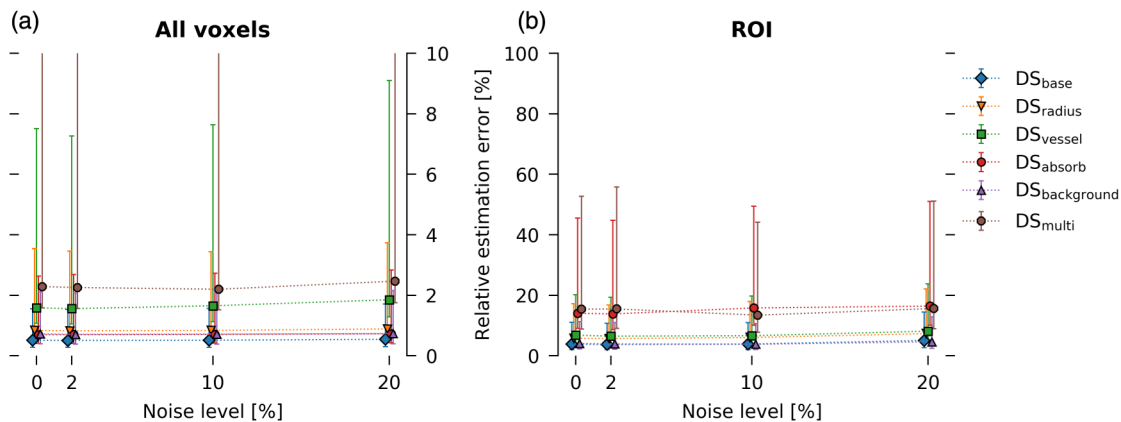 (a)
All voxels
10
8
6
4
2
0
0 2 10 20
Noise level [%]
(b)
ROI
Relative estimation error [%]
100
80
60
40
20
0
0 2 10 20
Noise level [%]
DSbase
DSradius
DSvessel
DSabsorb
DSbackground
DSmulti